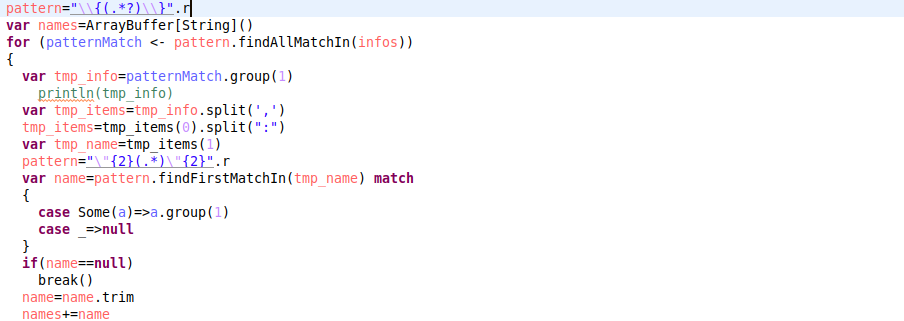 pattern="\\{(.*?)\\}".r
var names=ArrayBuffer[String]()
for (patternMatch <- pattern.findAllMatchIn(infos))
{
  var tmp_info=patternMatch.group(1)
    println(tmp_info)
  var tmp_items=tmp_info.split(',')
  tmp_items=tmp_items(0).split(":")
  var tmp_name=tmp_items(1)
  pattern="\"{2}(.*)\"{2}".r
  var name=pattern.findFirstMatchIn(tmp_name) match
  {
    case Some(a)=>a.group(1)
    case _=>null
  }
  if(name==null)
    break()
  name=name.trim
  names+=name